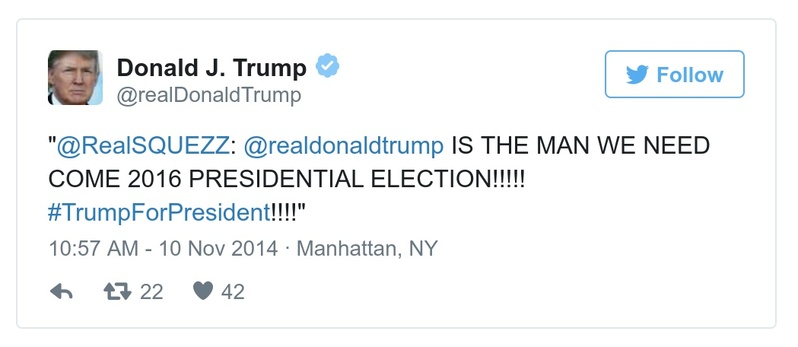 Donald J. Trump
@realDonaldTrump
Follow
"@RealSQUEZZ: @realdonaldtrump IS THE MAN WE NEED
COME 2016 PRESIDENTIAL ELECTION!!!!!
#TrumpForPresident!!!!"
10:57 AM - 10 Nov 2014 · Manhattan, NY
22 42